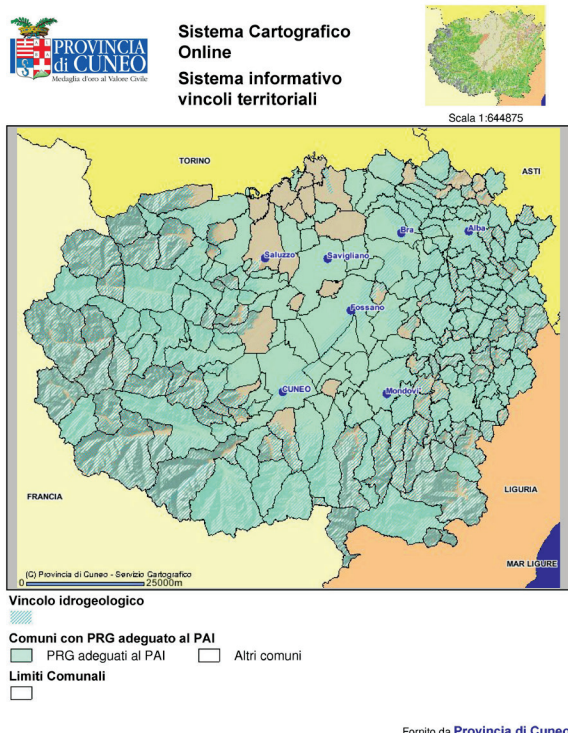 PROVINCIA
di CUNEO
Medaglia d'oro al Valore Civile
Sistema Cartografico
Online
Sistema informativo
vincoli territoriali
Scala 1:644875
TORINO
ASTI
Bra
Alba
Saluzzo
Savigliano
Fossano
CUNEO
Mondovi'
FRANCIA
LIGURIA
MAR LIGURE
(C) Provincia di Cuneo - Servizio Cartografico
0 25000m
Vincolo idrogeologico
Comuni con PRG adeguato al PAI
PRG adeguati al PAI Altri comuni
Limiti Comunali
Fornito da Provincia di Cuneo